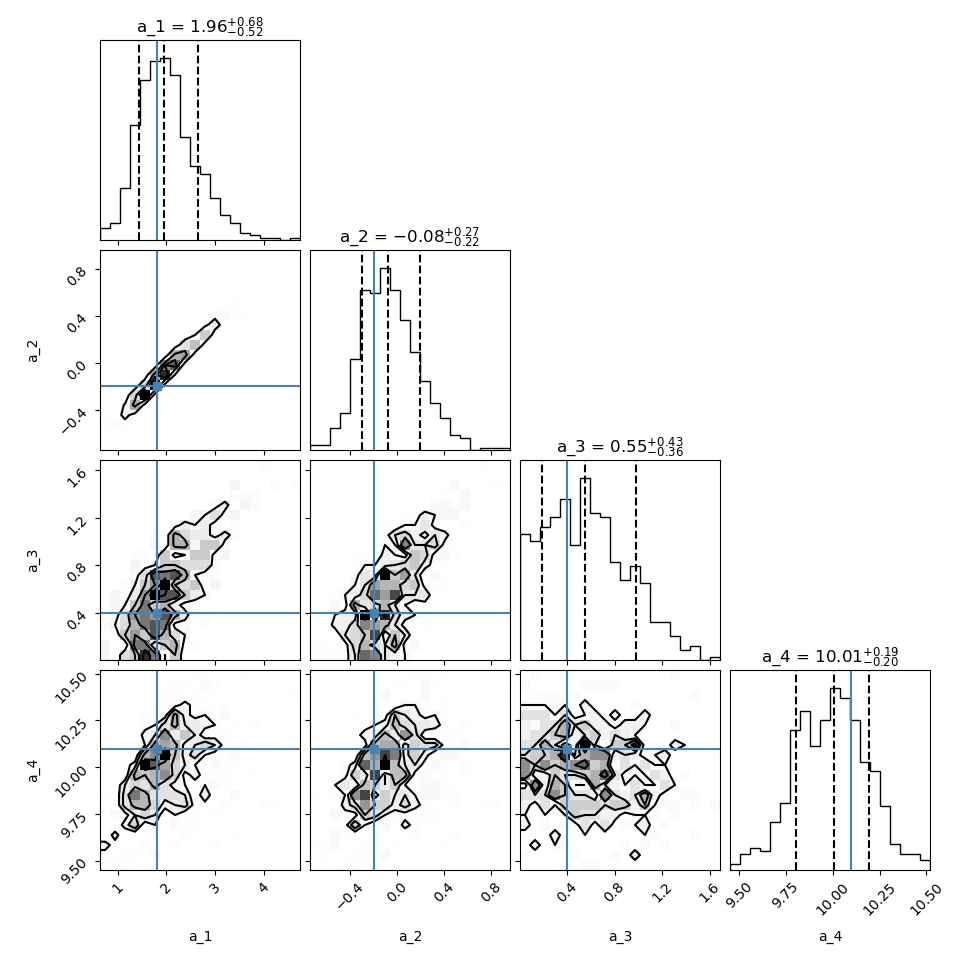 a_1 = 1.96+0.68−0.52
a_2 = −0.08+0.27−0.22
a_2
0.8
0.4
0.0
−0.4
a_3 = 0.55+0.43−0.36
a_3
1.6
1.2
0.8
0.4
a_4 = 10.01+0.19−0.20
a_4
10.50
10.25
10.00
9.75
9.50
1 2 3 4
−0.4 0.0 0.4 0.8
0.4 0.8 1.2 1.6
9.50 9.75 10.00 10.25 10.50
a_1 a_2 a_3 a_4